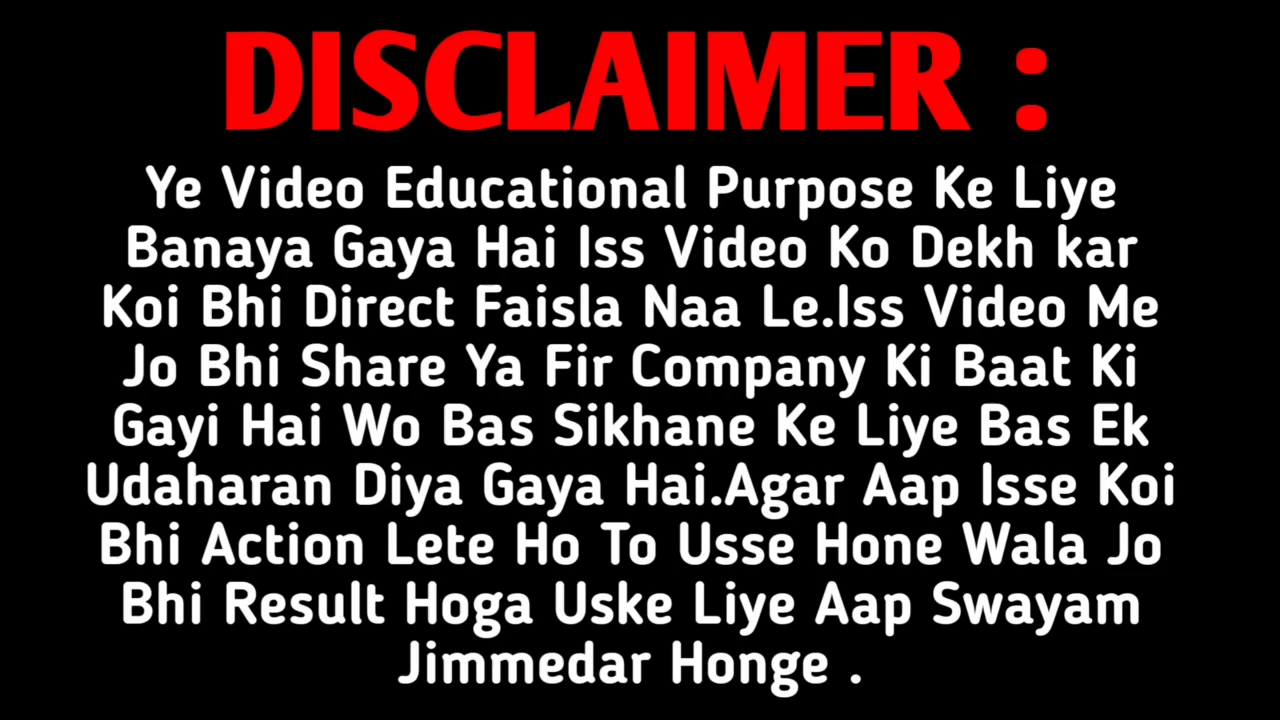 DISCLAIMER :
Ye Video Educational Purpose Ke Liye
Banaya Gaya Hai Iss Video Ko Dekh kar
Koi Bhi Direct Faisla Naa Le.Iss Video Me
Jo Bhi Share Ya Fir Company Ki Baat Ki
Gayi Hai Wo Bas Sikhane Ke Liye Bas Ek
Udaharan Diya Gaya Hai.Agar Aap Isse Koi
Bhi Action Lete Ho To Usse Hone Wala Jo
Bhi Result Hoga Uske Liye Aap Swayam
Jimmedar Honge .